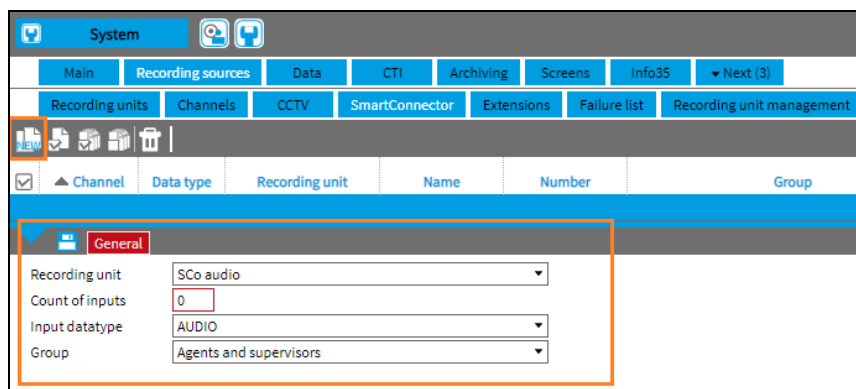 System
Main Recording sources Data CTI Archiving Screens Info35 Next (3)
Recording units Channels CCTV SmartConnector Extensions Failure list Recording unit management
NEW
Channel Data type Recording unit Name Number Group
General
Recording unit SCo audio
Count of inputs 0
Input datatype AUDIO
Group Agents and supervisors